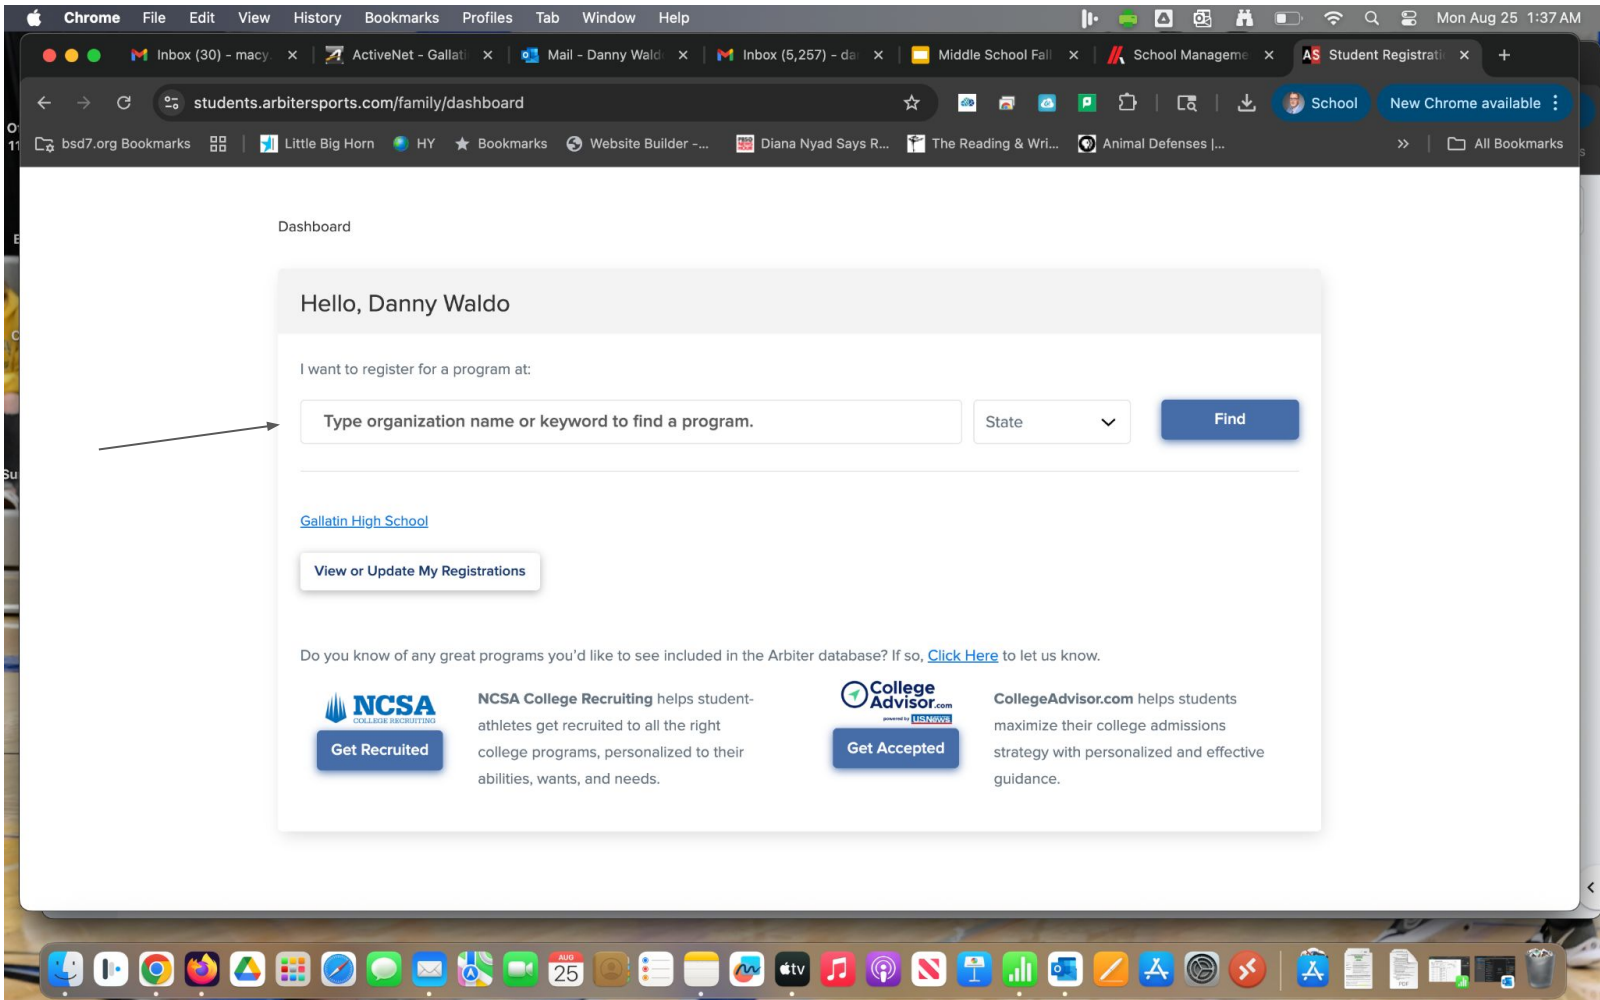 Chrome File Edit View History Bookmarks Profiles Tab Window Help Mon Aug 25 1:37 AM
Inbox (30) - macy. ActiveNet - Gallati Mail - Danny Wald Inbox (5,257) - da Middle School Fall School Manageme AS Student Registrati
students.arbitersports.com/family/dashboard School New Chrome available
bsd7.org Bookmarks Little Big Horn HY Bookmarks Website Builder -... Diana Nyad Says R... The Reading & Wri... Animal Defenses |... All Bookmarks
Dashboard
Hello, Danny Waldo
I want to register for a program at:
Type organization name or keyword to find a program. State Find
Gallatin High School
View or Update My Registrations
Do you know of any great programs you'd like to see included in the Arbiter database? If so, Click Here to let us know.
NCSA
COLLEGE RECRUITING
Get Recruited
NCSA College Recruiting helps student-
athletes get recruited to all the right
college programs, personalized to their
abilities, wants, and needs.
College
Advisor.com
powered by U.S.News
Get Accepted
CollegeAdvisor.com helps students
maximize their college admissions
strategy with personalized and effective
guidance.
AUG
25
tv
PDF